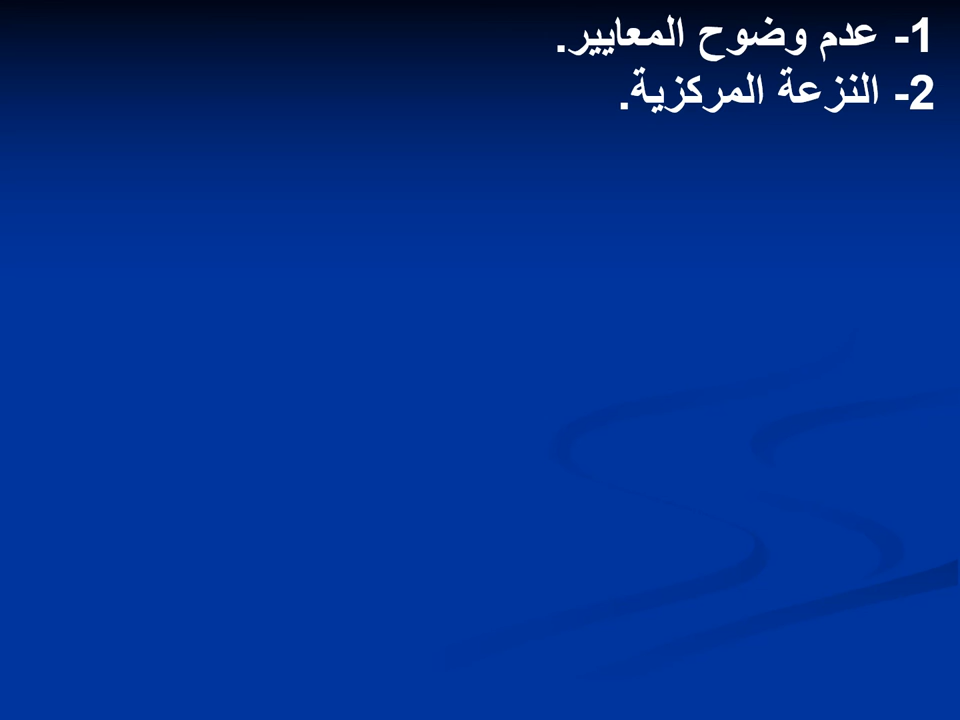 1- عدم وضوح المعايير.
2- النزعة المركزية.